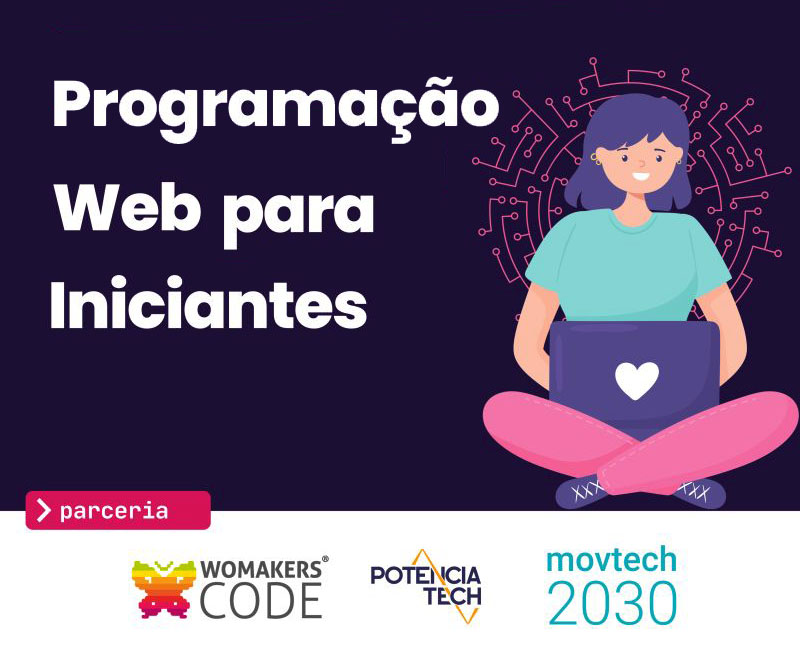 Programação
Web para
Iniciantes
parceria
WOMAKERS®
CODE
POTENCIA
TECH
movtech
2030